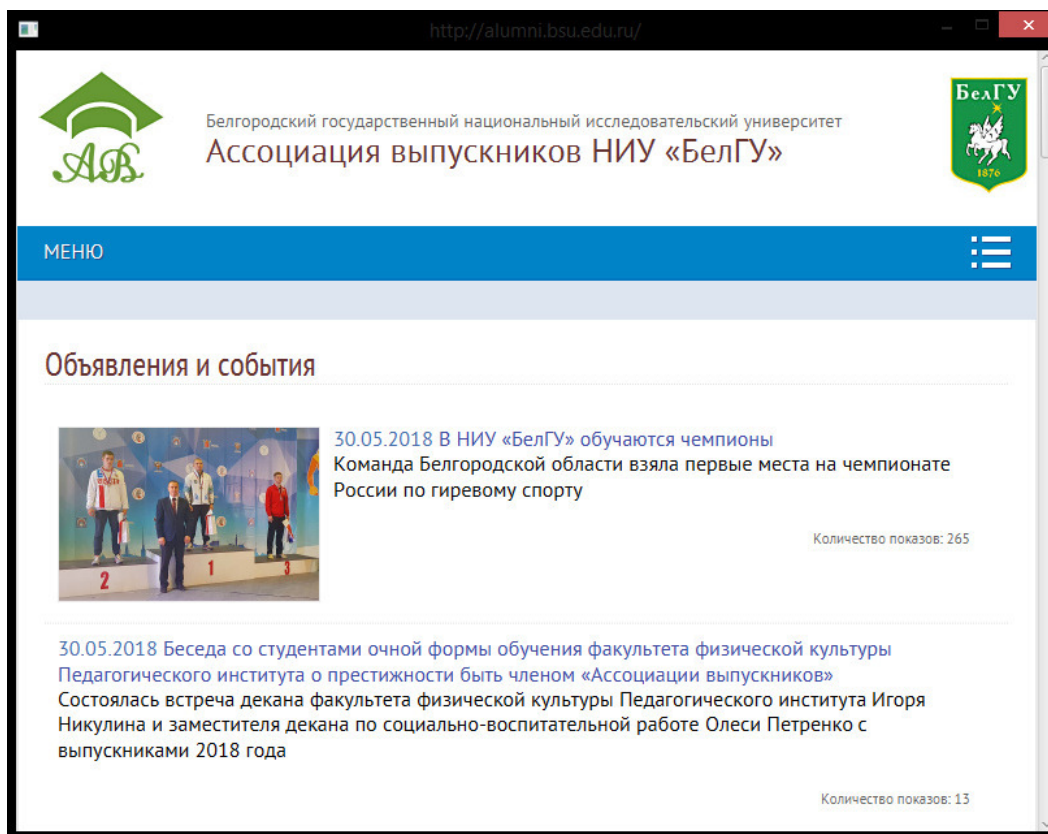 http://alumni.bsu.edu.ru/
БелГУ
Белгородский государственный национальный исследовательский университет
Ассоциация выпускников НИУ «БелГУ»
АВ
1876
МЕНЮ
Объявления и события
30.05.2018 В НИУ «БелГУ» обучаются чемпионы
Команда Белгородской области взяла первые места на чемпионате
России по гиревому спорту
Количество показов: 265
2
1
3
30.05.2018 Беседа со студентами очной формы обучения факультета физической культуры
Педагогического института о престижности быть членом «Ассоциации выпускников»
Состоялась встреча декана факультета физической культуры Педагогического института Игоря
Никулина и заместителя декана по социально-воспитательной работе Олеси Петренко с
выпускниками 2018 года
Количество показов: 13